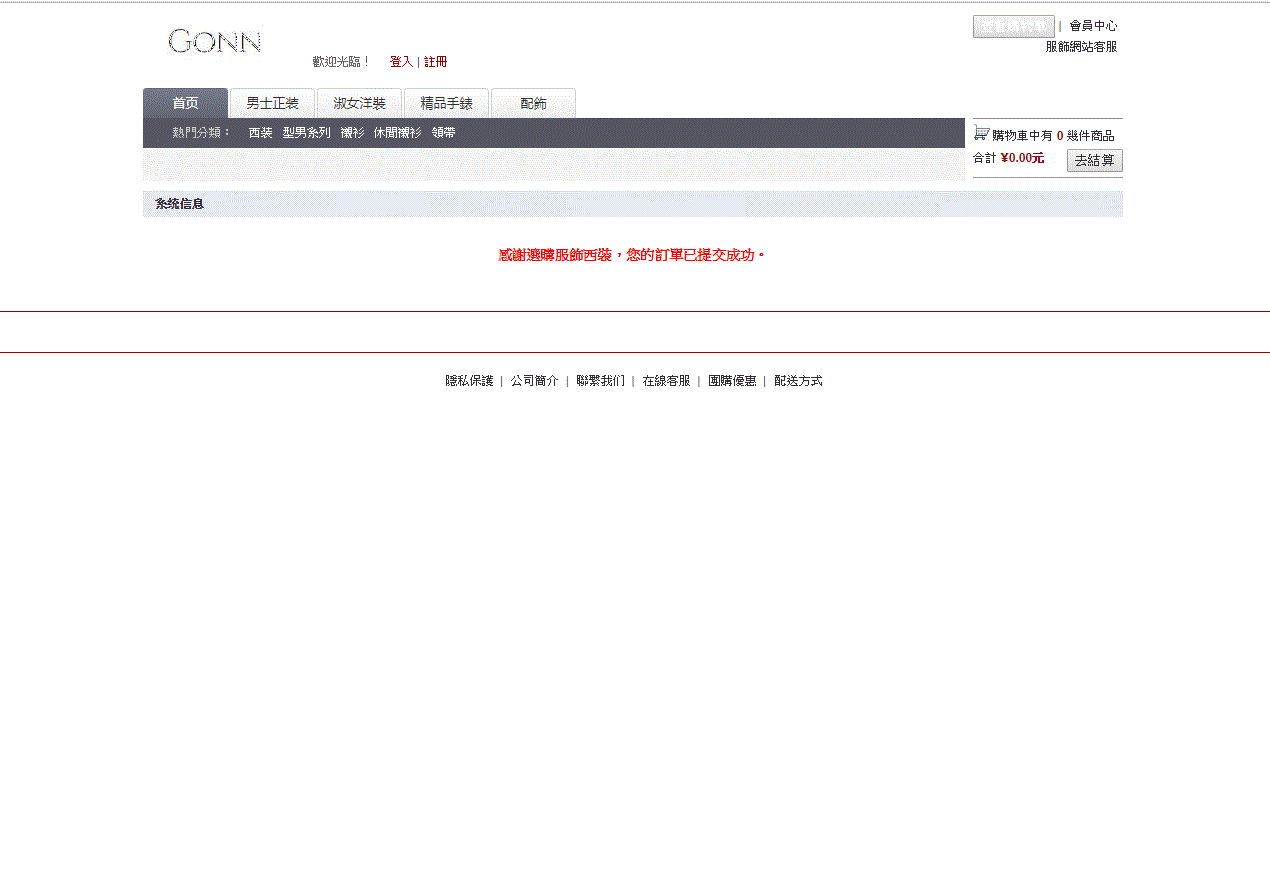 GONN
會員中心
服飾網站客服
歡迎光臨！ 登入 | 註冊
首页 男士正装 淑女洋裝 精品手錶 配飾
熱門分類： 西装 型男系列 襯衫 休閒襯衫 領帶
購物車中有 0 幾件商品
合計 ¥0.00元 去結算
系统信息
感謝選購服飾西裝，您的訂單已提交成功。
隱私保護 | 公司簡介 | 聯繫我们 | 在線客服 | 團購優惠 | 配送方式